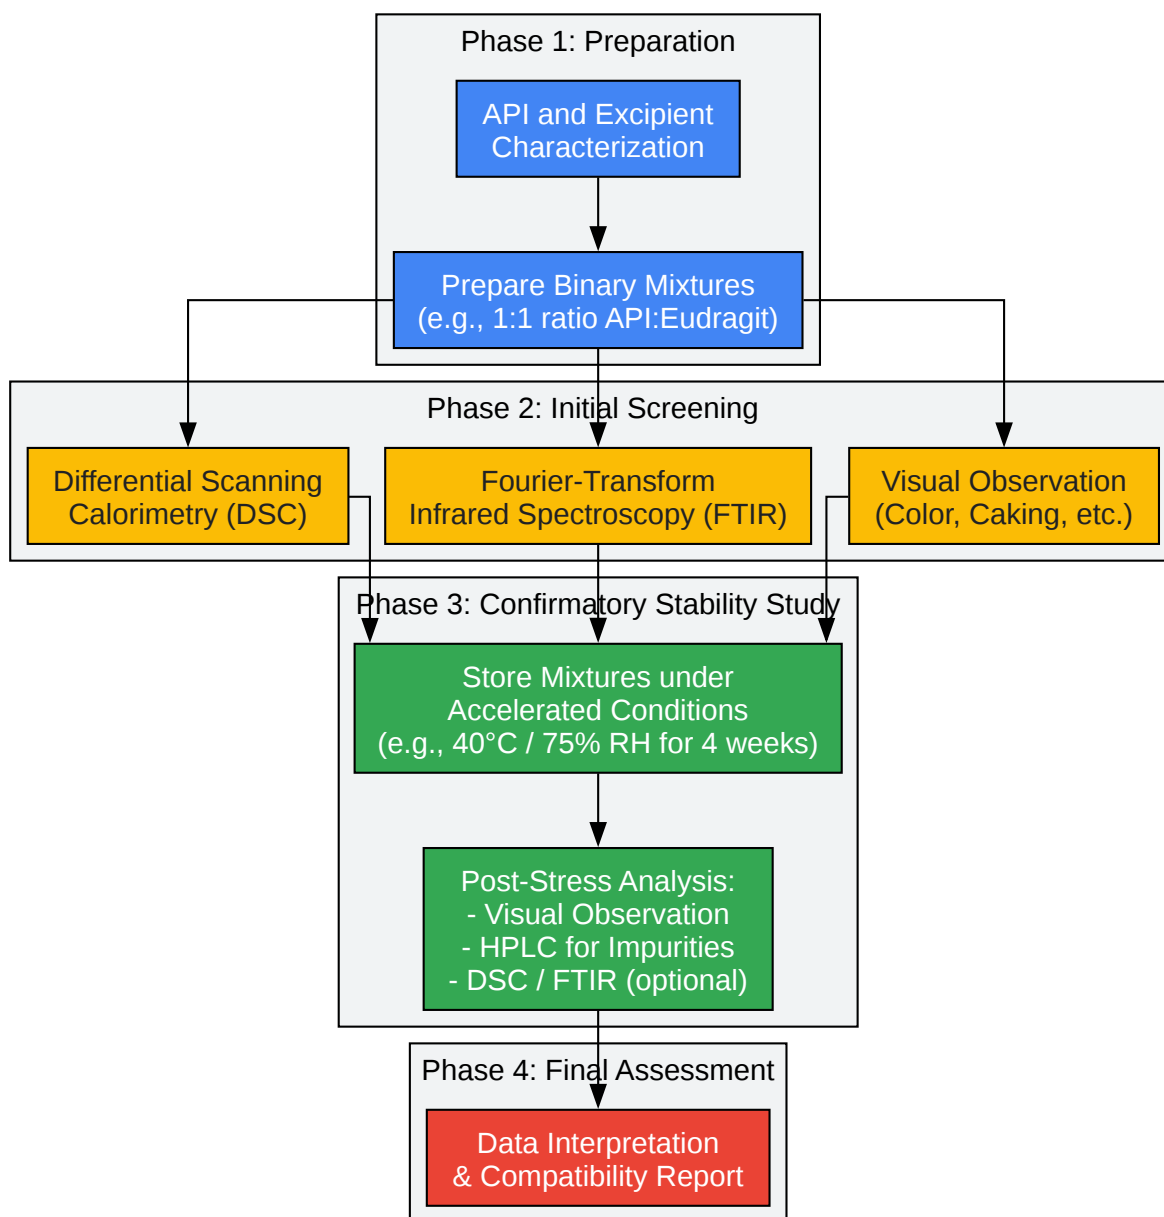 Phase 1: Preparation
API and Excipient
Characterization
Prepare Binary Mixtures
(e.g., 1:1 ratio API:Eudragit)
Phase 2: Initial Screening
Differential Scanning
Calorimetry (DSC)
Fourier-Transform
Infrared Spectroscopy (FTIR)
Visual Observation
(Color, Caking, etc.)
Phase 3: Confirmatory Stability Study
Store Mixtures under
Accelerated Conditions
(e.g., 40°C / 75% RH for 4 weeks)
Post-Stress Analysis:
- Visual Observation
- HPLC for Impurities
- DSC / FTIR (optional)
Phase 4: Final Assessment
Data Interpretation
& Compatibility Report